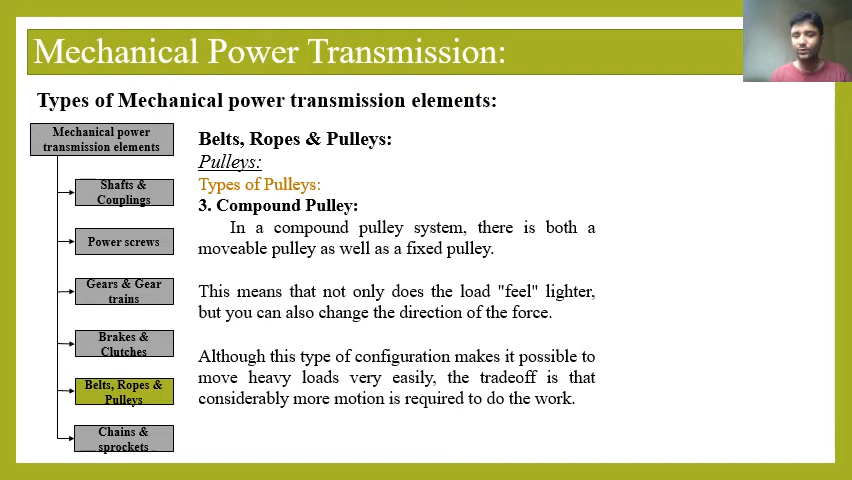 Mechanical Power Transmission:
Types of Mechanical power transmission elements:
Mechanical power
transmission elements
Shafts &
Couplings
Power screws
Gears & Gear
trains
Brakes &
Clutches
Belts, Ropes &
Pulleys
Chains &
sprockets
Belts, Ropes & Pulleys:
Pulleys:
Types of Pulleys:
3. Compound Pulley:
In a compound pulley system, there is both a
moveable pulley as well as a fixed pulley.
This means that not only does the load "feel" lighter,
but you can also change the direction of the force.
Although this type of configuration makes it possible to
move heavy loads very easily, the tradeoff is that
considerably more motion is required to do the work.